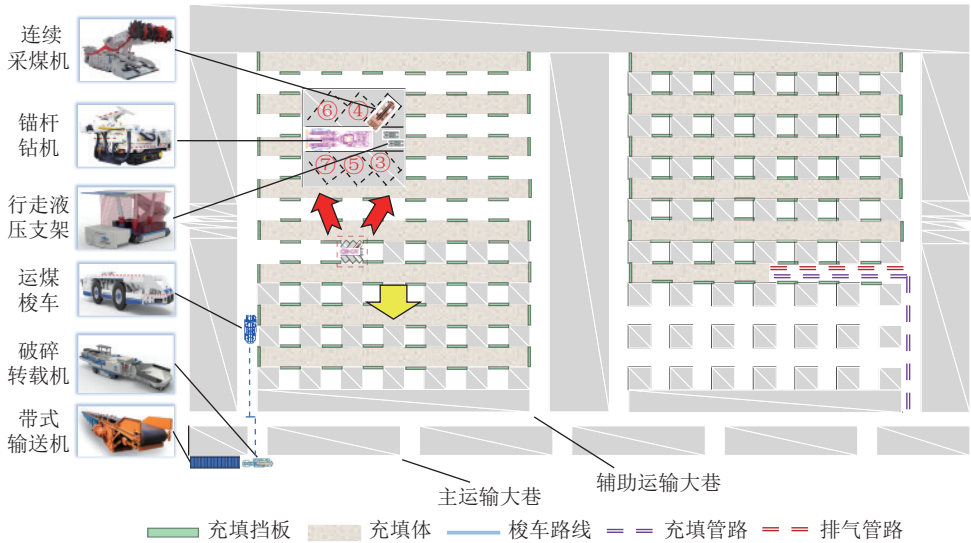 连续
采煤机
锚杆
钻机
行走液
压支架
运煤
梭车
破碎
转载机
带式
输送机
⑥ ④
⑦ ⑤ ③
主运输大巷
辅助运输大巷
充填挡板 充填体 梭车路线 充填管路 排气管路